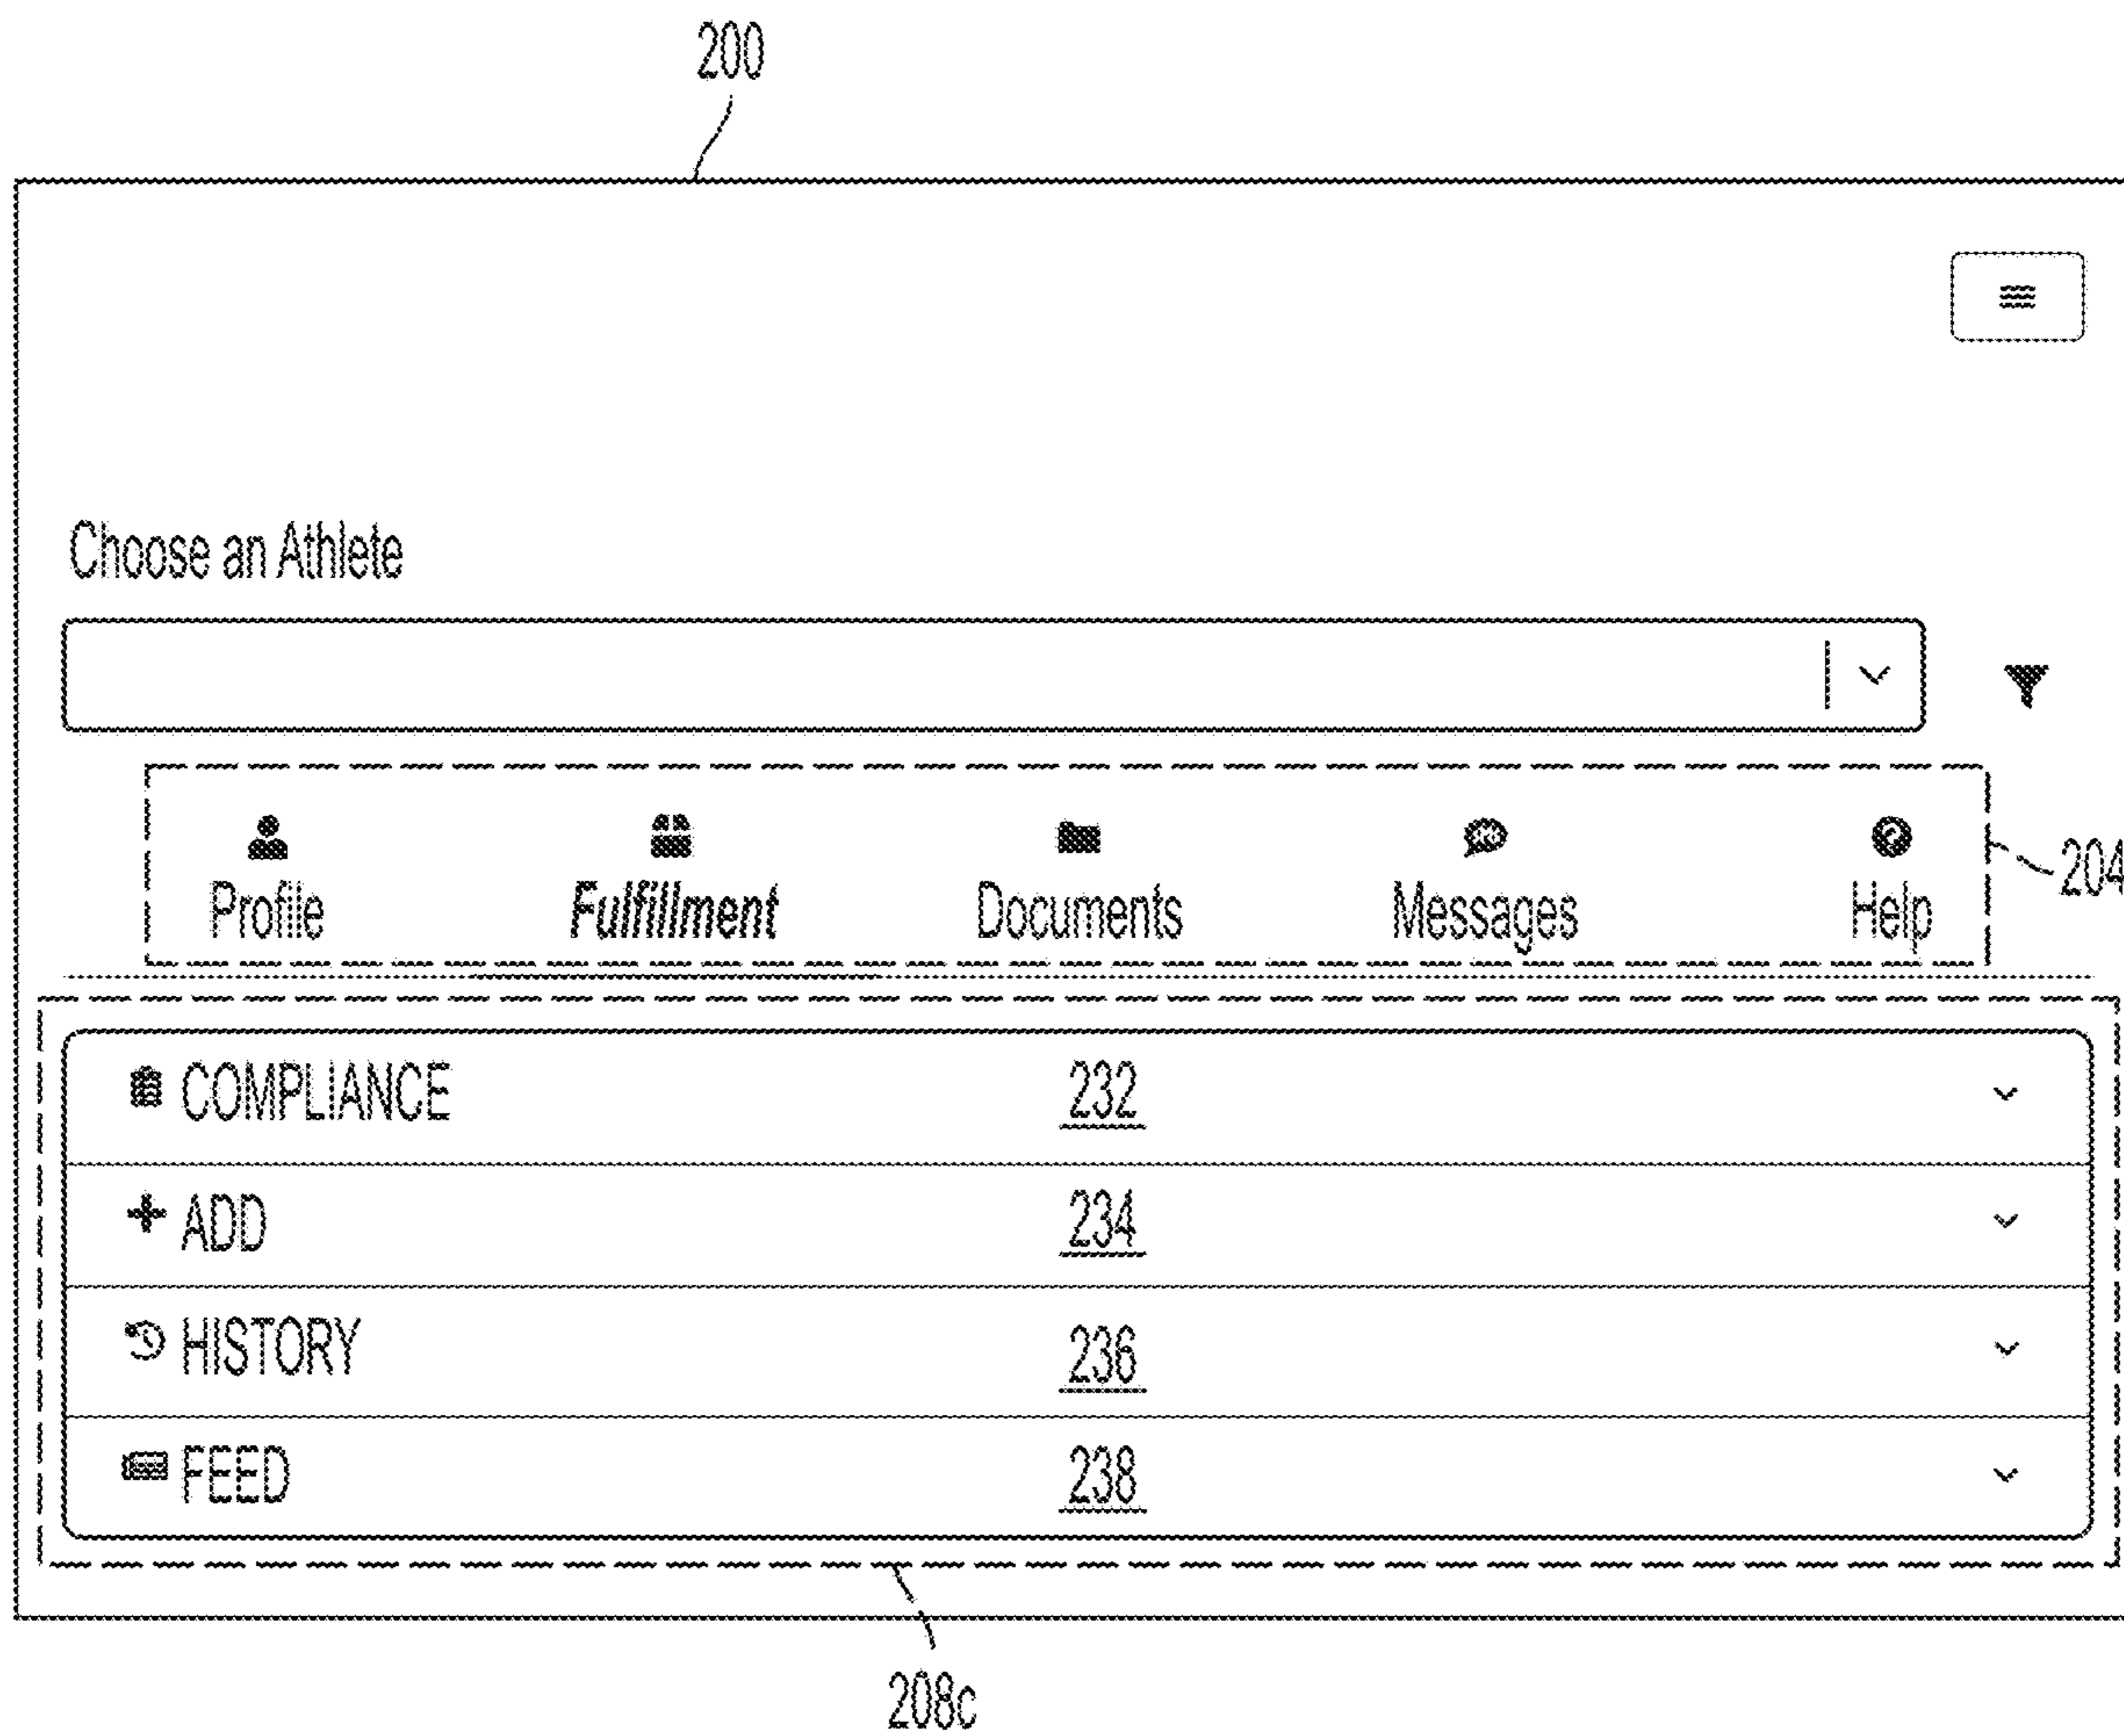 200
Choose an Athlete
Profile Fulfillment Documents Messages Help
204
COMPLIANCE 232
ADD 234
HISTORY 236
FEED 238
208c